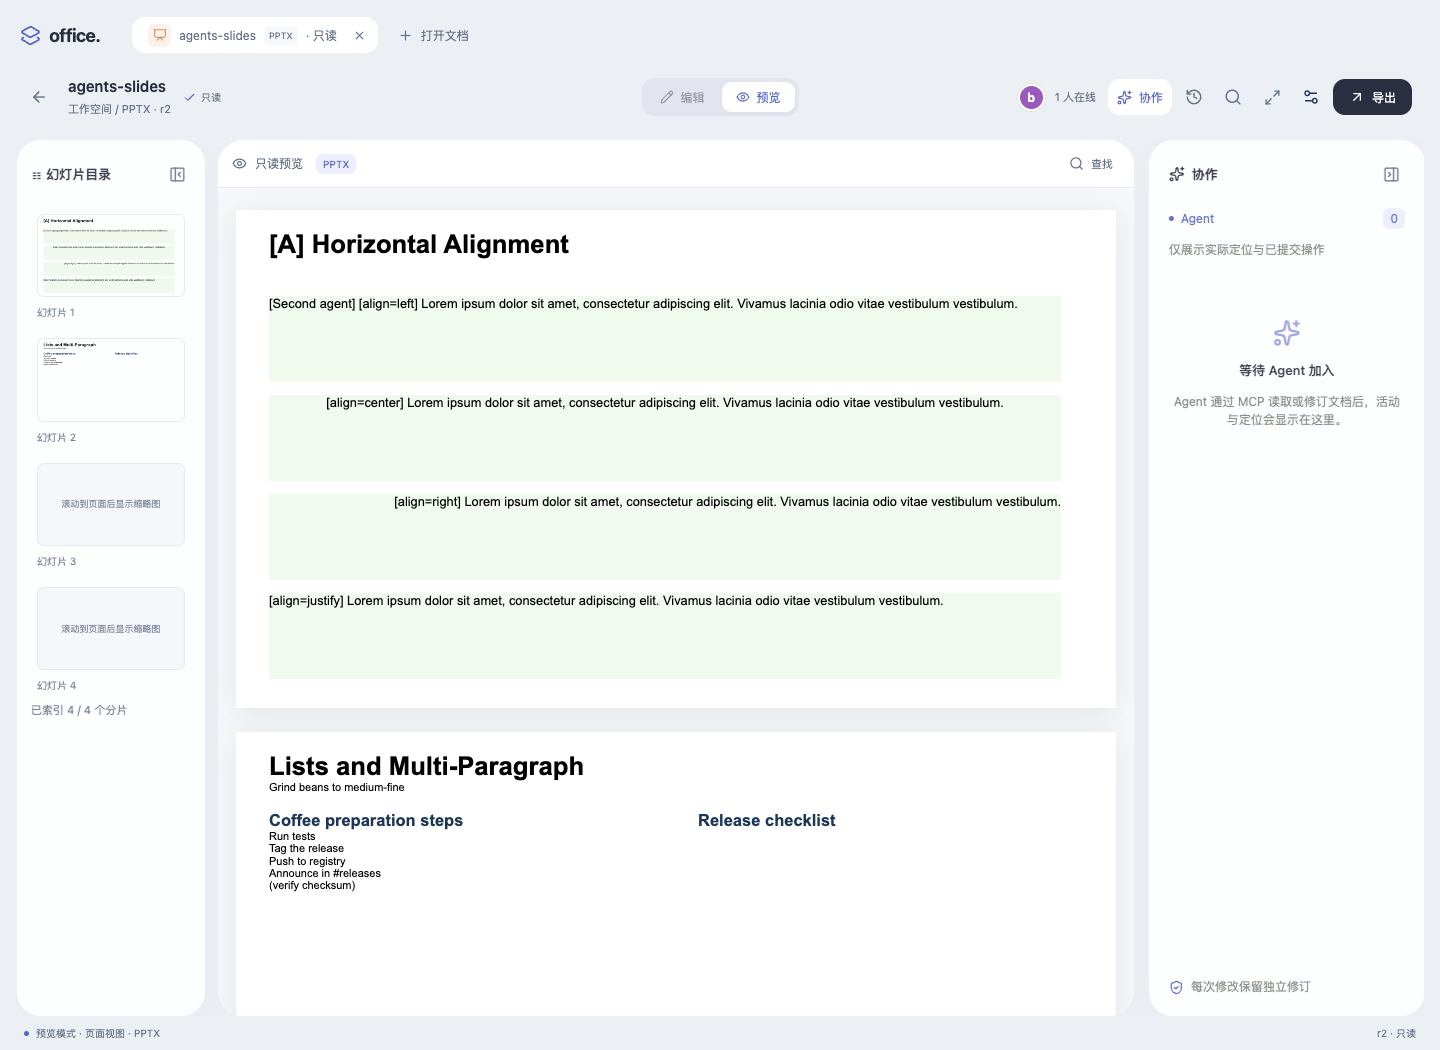 office.
agents-slides PPTX · 只读
打开文档
agents-slides
工作空间 / PPTX · r2
只读
编辑
预览
b
1 人在线
协作
导出
幻灯片目录
[A] Horizontal Alignment
幻灯片 1
Lists and Multi-Paragraph
Coffee preparation steps
Release checklist
幻灯片 2
滚动到页面后显示缩略图
幻灯片 3
滚动到页面后显示缩略图
幻灯片 4
已索引 4 / 4 个分片
只读预览 PPTX
查找
[A] Horizontal Alignment
[Second agent] [align=left] Lorem ipsum dolor sit amet, consectetur adipiscing elit. Vivamus lacinia odio vitae vestibulum vestibulum.
[align=center] Lorem ipsum dolor sit amet, consectetur adipiscing elit. Vivamus lacinia odio vitae vestibulum vestibulum.
[align=right] Lorem ipsum dolor sit amet, consectetur adipiscing elit. Vivamus lacinia odio vitae vestibulum vestibulum.
[align=justify] Lorem ipsum dolor sit amet, consectetur adipiscing elit. Vivamus lacinia odio vitae vestibulum vestibulum.
Lists and Multi-Paragraph
Grind beans to medium-fine
Coffee preparation steps
Release checklist
Run tests
Tag the release
Push to registry
Announce in #releases
(verify checksum)
协作
Agent 0
仅展示实际定位与已提交操作
等待 Agent 加入
Agent 通过 MCP 读取或修订文档后，活动
与定位会显示在这里。
每次修改保留独立修订
预览模式 · 页面视图 · PPTX
r2 · 只读